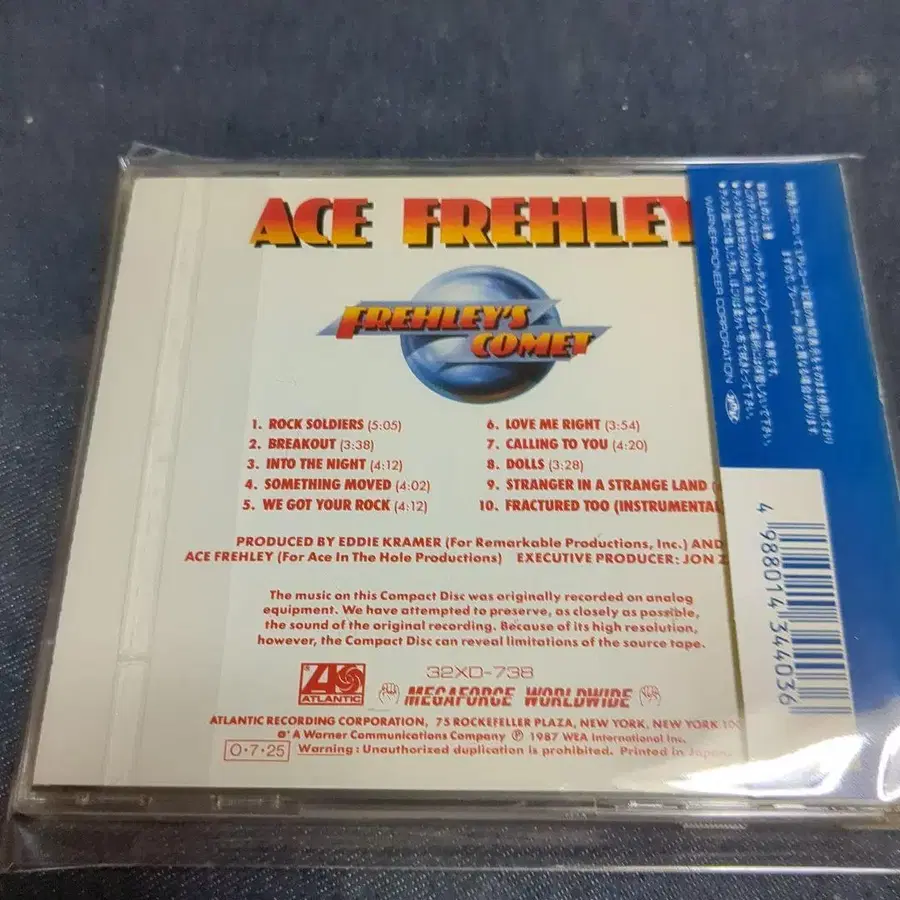 ACE FREHLEY
FREHLEY'S
COMET
1. ROCK SOLDIERS (5:05)
2. BREAKOUT (3:38)
3. INTO THE NIGHT (4:12)
4. SOMETHING MOVED (4:02)
5. WE GOT YOUR ROCK (4:12)
6. LOVE ME RIGHT (3:54)
7. CALLING TO YOU (4:20)
8. DOLLS (3:28)
9. STRANGER IN A STRANGE LAND (
10. FRACTURED TOO (INSTRUMENTAL
PRODUCED BY EDDIE KRAMER (For Remarkable Productions, Inc.) AND
ACE FREHLEY (For Ace In The Hole Productions) EXECUTIVE PRODUCER: JON Z
The music on this Compact Disc was originally recorded on analog
equipment. We have attempted to preserve, as closely as possible,
the sound of the original recording. Because of its high resolution,
however, the Compact Disc can reveal limitations of the source tape.
32XD-738
ATLANTIC
MEGAFORCE WORLDWIDE
ATLANTIC RECORDING CORPORATION, 75 ROCKEFELLER PLAZA, NEW YORK, NEW YORK 100
A Warner Communications Company ℗ 1987 WEA International Inc.
O·7·25
Warning: Unauthorized duplication is prohibited. Printed in Japan.
WARNER-PIONEER CORPORATION
4 988014 344036